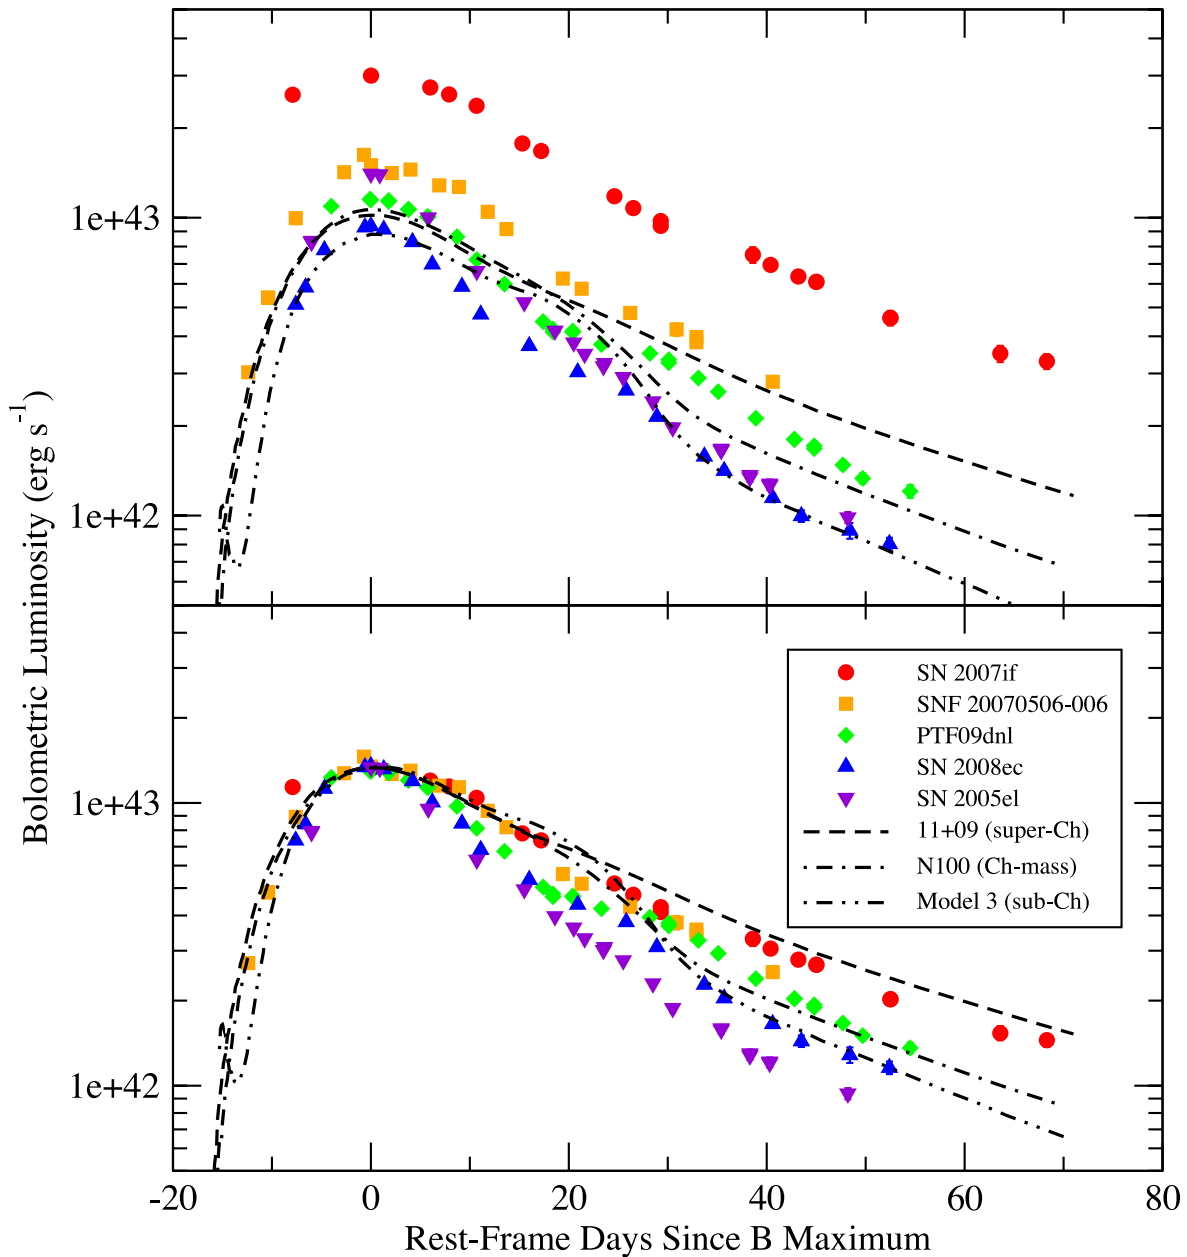 1e+43
1e+42
1e+43
1e+42
Bolometric Luminosity (erg s⁻¹)
SN 2007if
SNF 20070506-006
PTF09dnl
SN 2008ec
SN 2005el
11+09 (super-Ch)
N100 (Ch-mass)
Model 3 (sub-Ch)
-20 0 20 40 60 80
Rest-Frame Days Since B Maximum